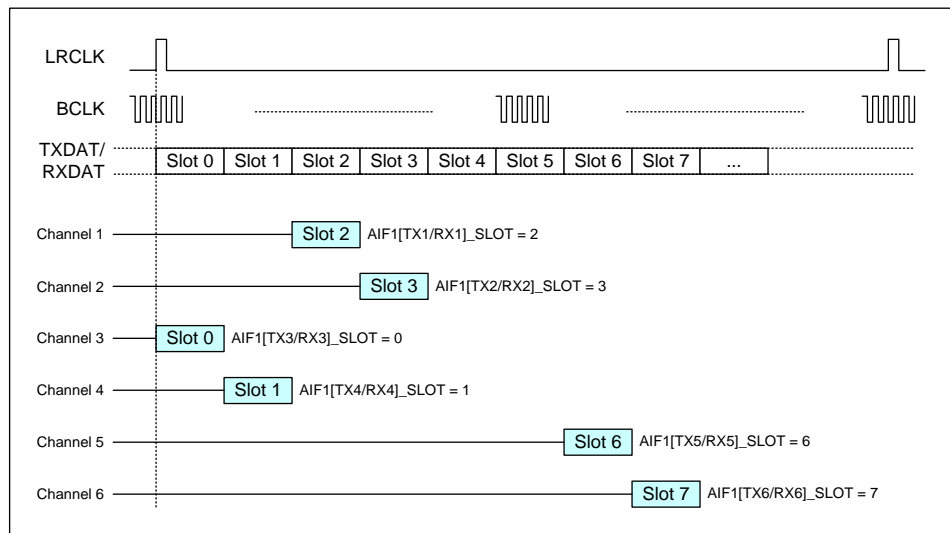 LRCLK
BCLK
TXDAT/
RXDAT
Slot 0 Slot 1 Slot 2 Slot 3 Slot 4 Slot 5 Slot 6 Slot 7 ...
Channel 1 Slot 2 AIF1[TX1/RX1]_SLOT = 2
Channel 2 Slot 3 AIF1[TX2/RX2]_SLOT = 3
Channel 3 Slot 0 AIF1[TX3/RX3]_SLOT = 0
Channel 4 Slot 1 AIF1[TX4/RX4]_SLOT = 1
Channel 5 Slot 6 AIF1[TX5/RX5]_SLOT = 6
Channel 6 Slot 7 AIF1[TX6/RX6]_SLOT = 7